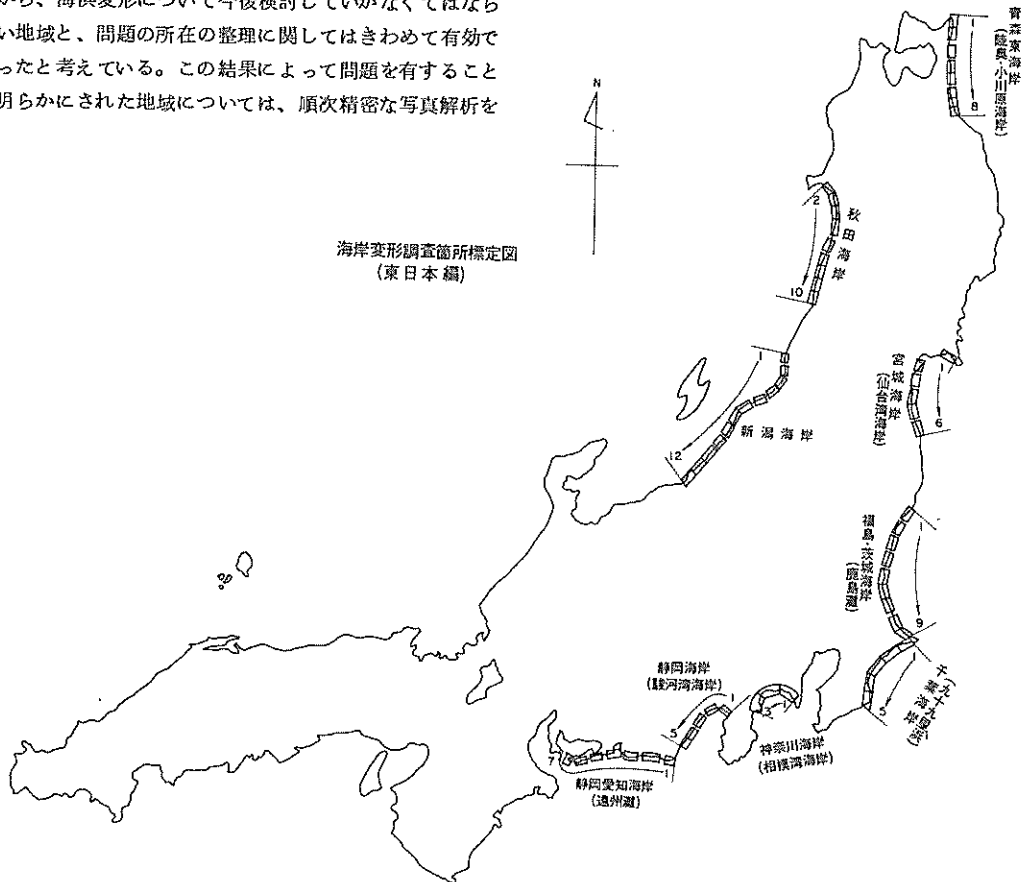 から、海浜変形について今後検討していかなくてはなら
い地域と、問題の所在の整理に関してはきわめて有効で
ったと考えている。この結果によって問題を有すること
明らかにされた地域については、順次精密な写真解析を
N
海岸変形調査箇所標定図
(東日本編)
青森東海岸
(陸奥・小川原海岸)
1
8
秋田海岸
2
10
新潟海岸
1
12
宮城海岸
(仙台湾海岸)
1
6
福島・茨城海岸
(鹿島灘)
1
9
千葉海岸
(九十九里浜)
1
5
神奈川海岸
(相模湾海岸)
1
3
静岡海岸
(駿河湾海岸)
1
5
静岡愛知海岸
(遠州灘)
1
7